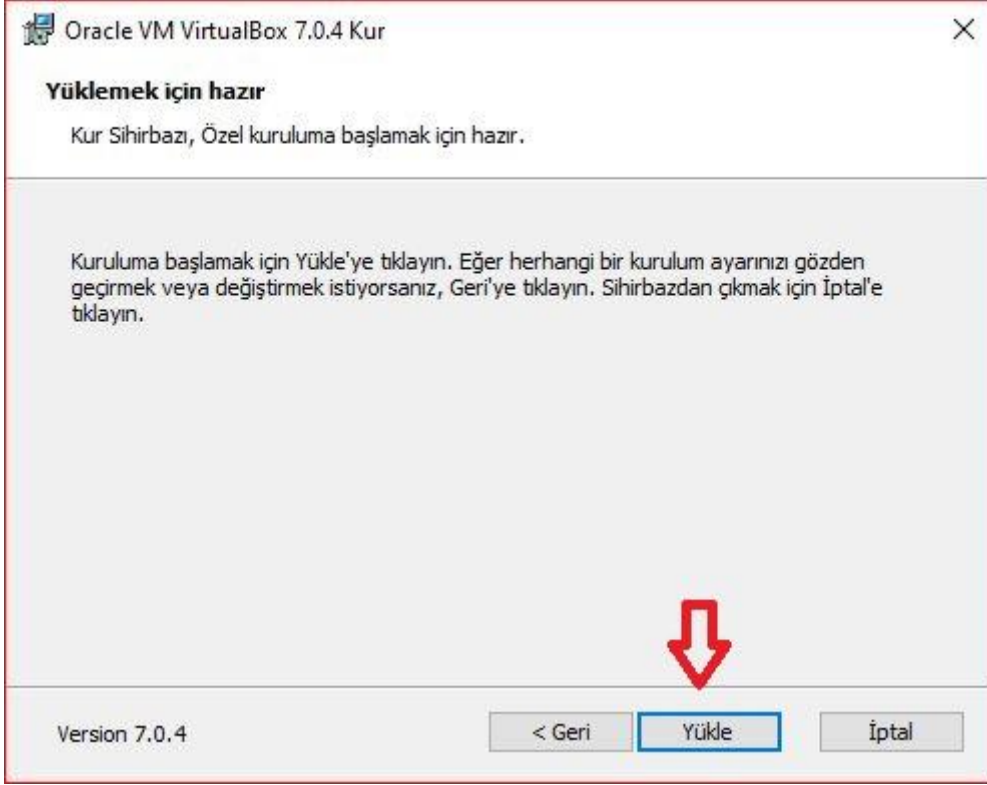 Oracle VM VirtualBox 7.0.4 Kur
Yüklemek için hazır
Kur Sihirbazı, Özel kuruluma başlamak için hazır.
Kuruluma başlamak için Yükle'ye tıklayın. Eğer herhangi bir kurulum ayarınızı gözden
geçirmek veya değiştirmek istiyorsanız, Geri'ye tıklayın. Sihirbazdan çıkmak için İptal'e
tıklayın.
Version 7.0.4
< Geri
Yükle
İptal